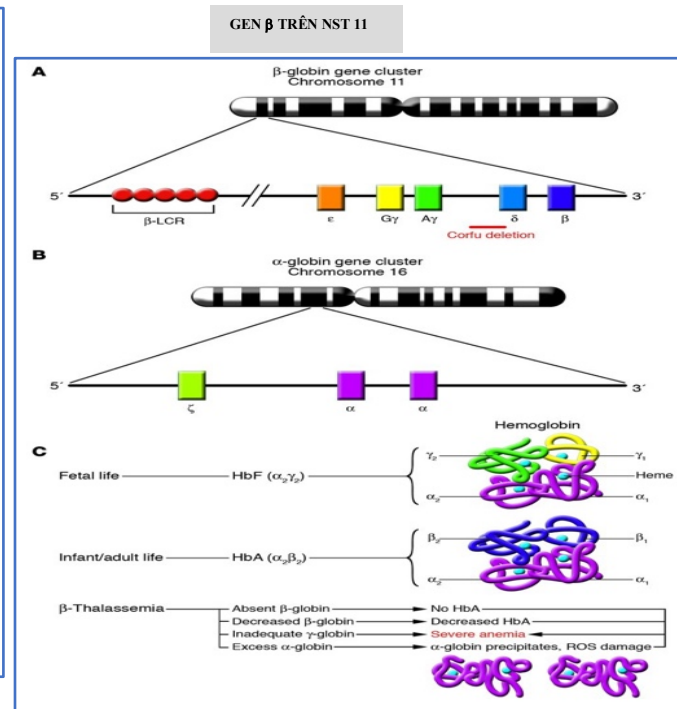 GEN β TRÊN NST 11
A
β-globin gene cluster
Chromosome 11
5´ 3´
β-LCR ε Gγ Aγ δ β
Corfu deletion
B
α-globin gene cluster
Chromosome 16
5´ 3´
ζ α α
C
Hemoglobin
γ₂ γ₁
Fetal life HbF (α₂γ₂) Heme
α₂ α₁
β₂ β₁
Infant/adult life HbA (α₂β₂)
α₂ α₁
β-Thalassemia Absent β-globin No HbA
Decreased β-globin Decreased HbA
Inadequate γ-globin Severe anemia
Excess α-globin α-globin precipitates, ROS damage